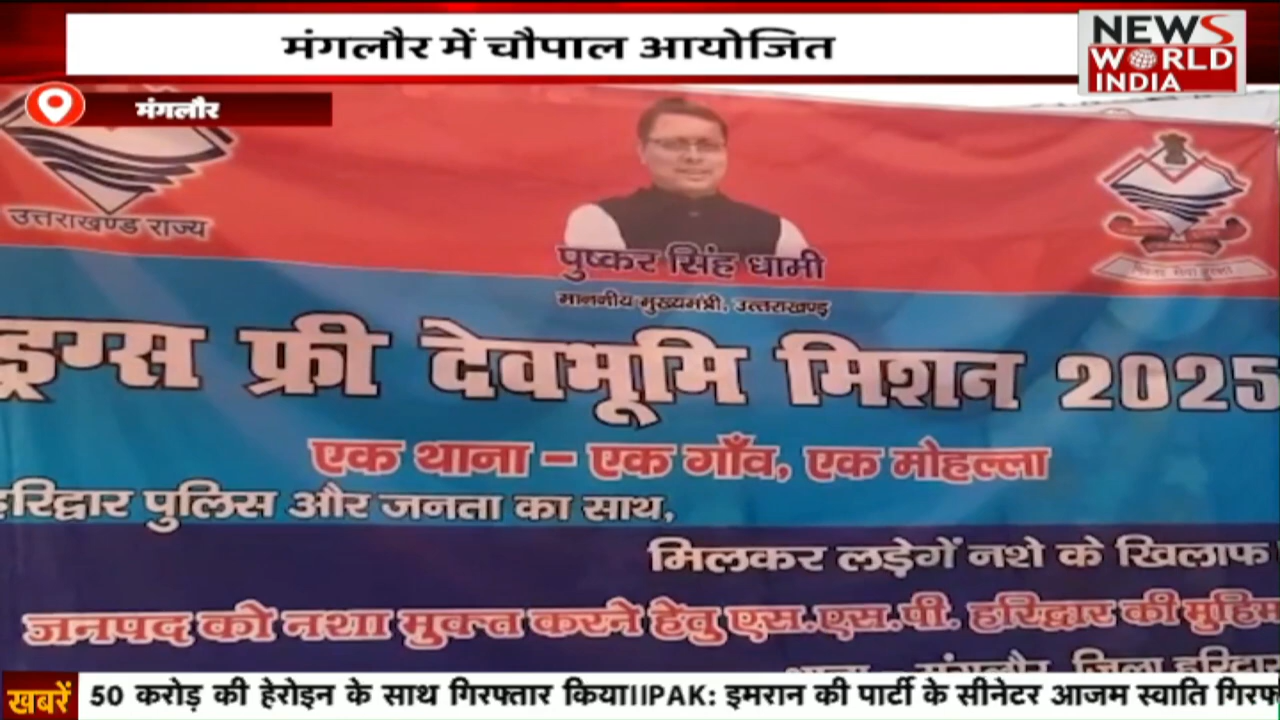 मंगलौर में चौपाल आयोजित
NEWS
WORLD
INDIA
मंगलौर
उत्तराखण्ड राज्य
पुष्कर सिंह धामी
माननीय मुख्यमंत्री, उत्तराखण्ड
ड्रग्स फ्री देवभूमि मिशन 2025
एक थाना – एक गाँव, एक मोहल्ला
हरिद्वार पुलिस और जनता का साथ,
मिलकर लड़ेगें नशे के खिलाफ
जनपद को नशा मुक्त करने हेतु एस.एस.पी. हरिद्वार की मुहिम
थाना – मंगलौर, जिला हरिद्वार
खबरें
50 करोड़ की हेरोइन के साथ गिरफ्तार किया||PAK: इमरान की पार्टी के सीनेटर आजम स्वाति गिरफ